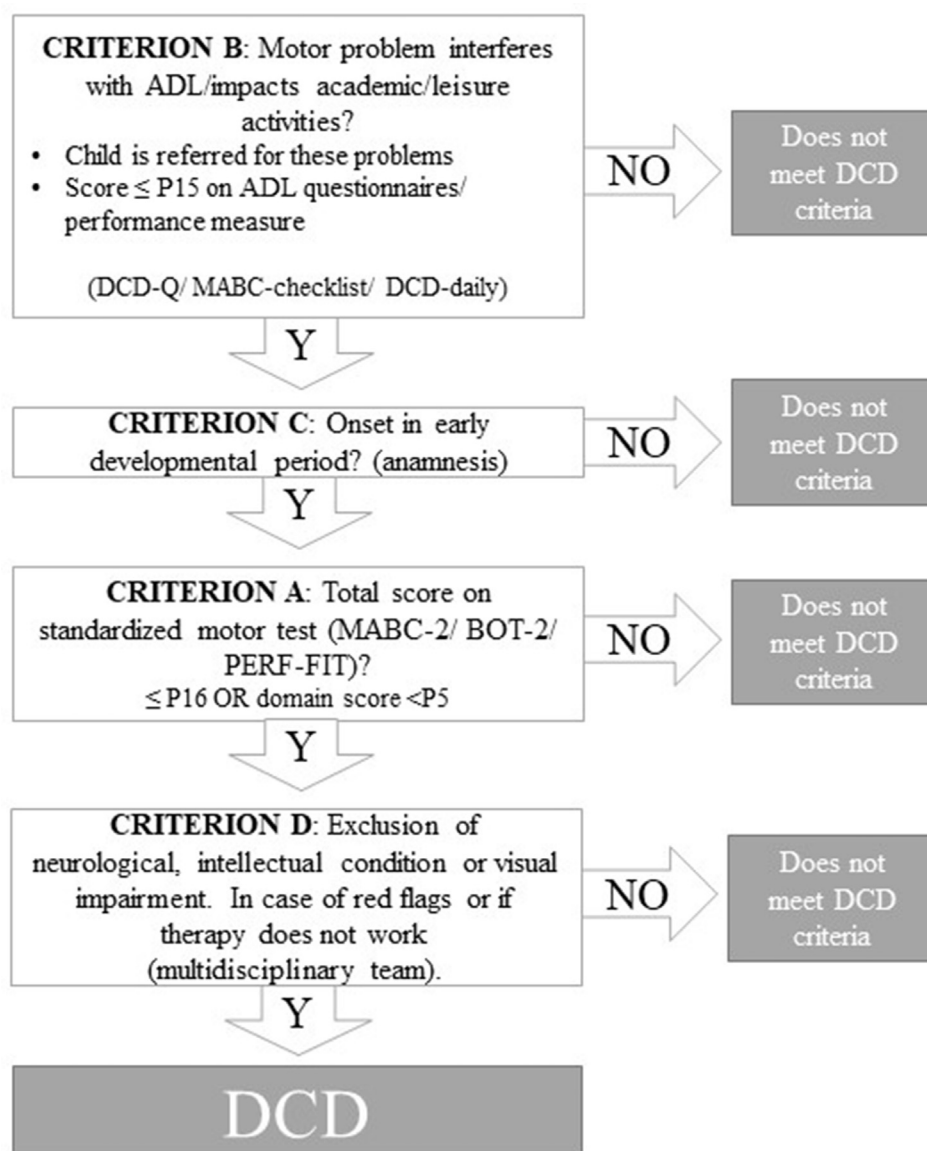 CRITERION B: Motor problem interferes
with ADL/impacts academic/leisure
activities?
• Child is referred for these problems
• Score ≤ P15 on ADL questionnaires/
performance measure
(DCD-Q/ MABC-checklist/ DCD-daily)
NO
Does not
meet DCD
criteria
Y
CRITERION C: Onset in early
developmental period? (anamnesis)
NO
Does not
meet DCD
criteria
Y
CRITERION A: Total score on
standardized motor test (MABC-2/ BOT-2/
PERF-FIT)?
≤ P16 OR domain score <P5
NO
Does not
meet DCD
criteria
Y
CRITERION D: Exclusion of
neurological, intellectual condition or visual
impairment. In case of red flags or if
therapy does not work
(multidisciplinary team).
NO
Does not
meet DCD
criteria
Y
DCD